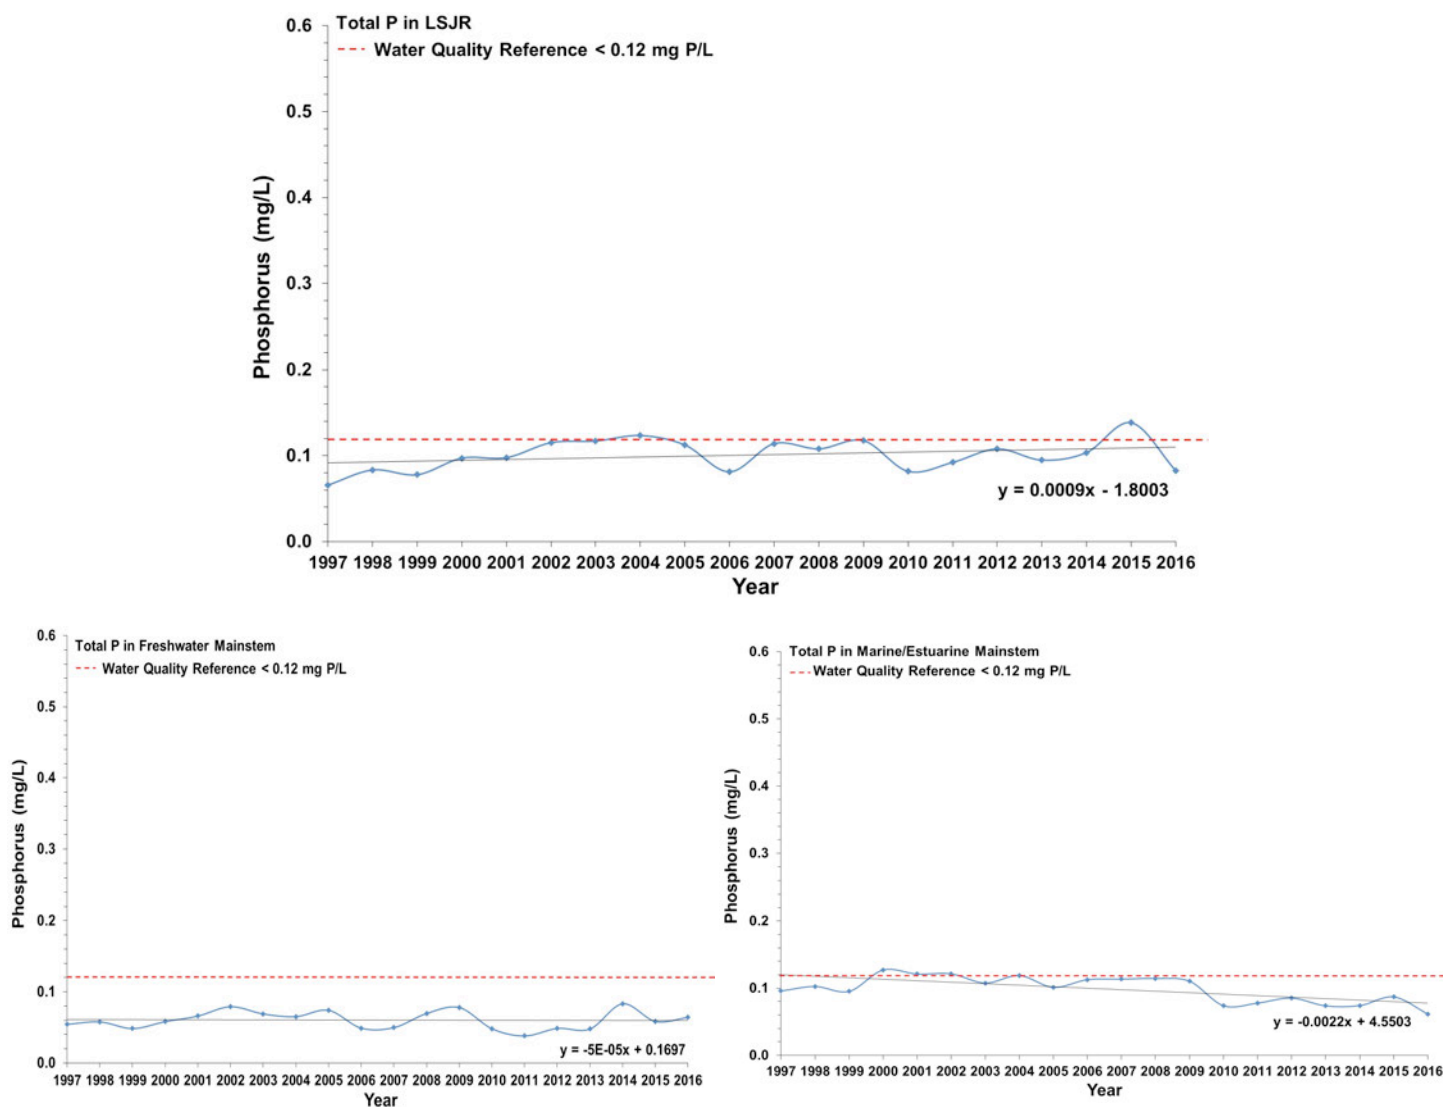 Total P in LSJR
Water Quality Reference < 0.12 mg P/L
0.6
0.5
0.4
0.3
0.2
0.1
0.0
Phosphorus (mg/L)
y = 0.0009x - 1.8003
1997 1998 1999 2000 2001 2002 2003 2004 2005 2006 2007 2008 2009 2010 2011 2012 2013 2014 2015 2016
Year
Total P in Freshwater Mainstem
Water Quality Reference < 0.12 mg P/L
0.6
0.5
0.4
0.3
0.2
0.1
0.0
Phosphorus (mg/L)
y = -5E-05x + 0.1697
1997 1998 1999 2000 2001 2002 2003 2004 2005 2006 2007 2008 2009 2010 2011 2012 2013 2014 2015 2016
Year
Total P in Marine/Estuarine Mainstem
Water Quality Reference < 0.12 mg P/L
0.6
0.5
0.4
0.3
0.2
0.1
0.0
Phosphorus (mg/L)
y = -0.0022x + 4.5503
1997 1998 1999 2000 2001 2002 2003 2004 2005 2006 2007 2008 2009 2010 2011 2012 2013 2014 2015 2016
Year